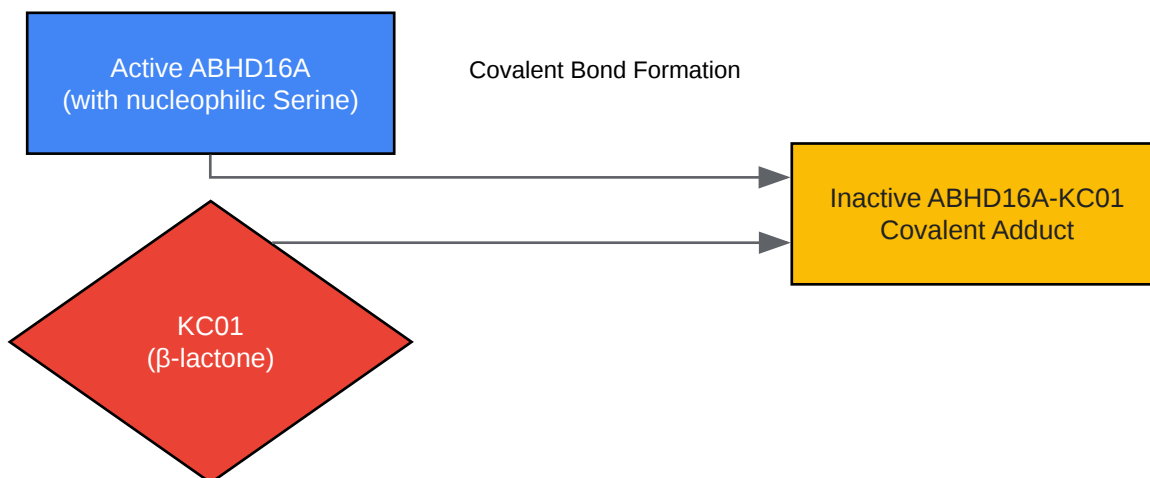 Active ABHD16A
(with nucleophilic Serine)
Covalent Bond Formation
Inactive ABHD16A-KC01
Covalent Adduct
KC01
(β-lactone)